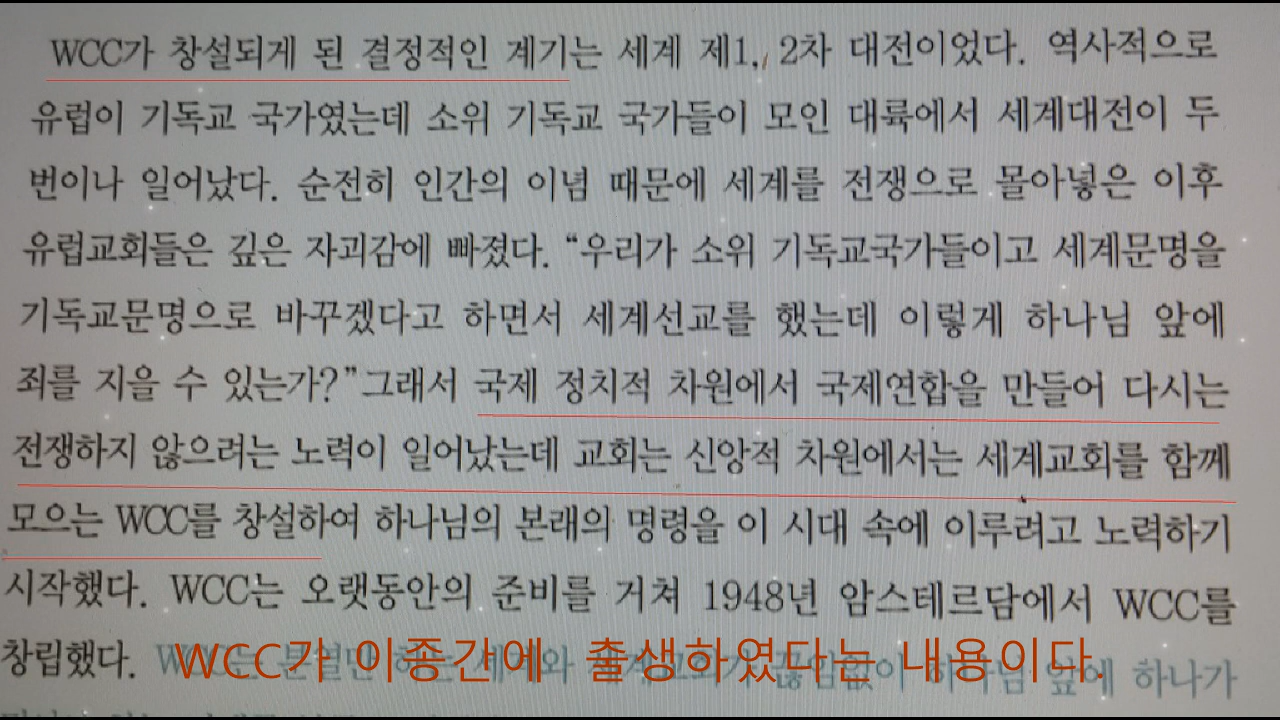 WCC가 창설되게 된 결정적인 계기는 세계 제1, 2차 대전이었다. 역사적으로
유럽이 기독교 국가였는데 소위 기독교 국가들이 모인 대륙에서 세계대전이 두
번이나 일어났다. 순전히 인간의 이념 때문에 세계를 전쟁으로 몰아넣은 이후
유럽교회들은 깊은 자괴감에 빠졌다. “우리가 소위 기독교국가들이고 세계문명을
기독교문명으로 바꾸겠다고 하면서 세계선교를 했는데 이렇게 하나님 앞에
죄를 지을 수 있는가?”그래서 국제 정치적 차원에서 국제연합을 만들어 다시는
전쟁하지 않으려는 노력이 일어났는데 교회는 신앙적 차원에서는 세계교회를 함께
모으는 WCC를 창설하여 하나님의 본래의 명령을 이 시대 속에 이루려고 노력하기
시작했다. WCC는 오랫동안의 준비를 거쳐 1948년 암스테르담에서 WCC를
창립했다. 하나님 앞에 하나가
WCC가 이종간에 출생하였다는 내용이다.